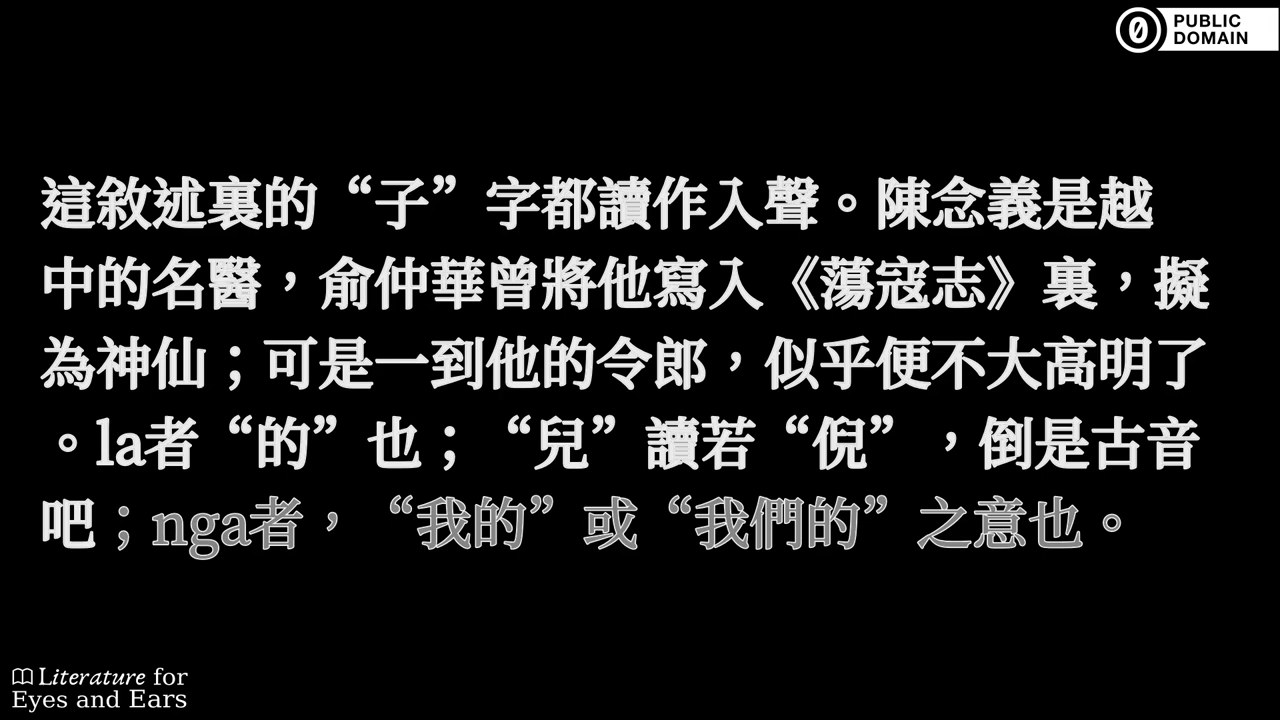 PUBLIC
DOMAIN
這敘述裏的“子”字都讀作入聲。陳念義是越
中的名醫，俞仲華曾將他寫入《蕩寇志》裏，擬
為神仙；可是一到他的令郎，似乎便不大高明了
。la者“的”也；“兒”讀若“倪”，倒是古音
吧；nga者，“我的”或“我們的”之意也。
Literature for
Eyes and Ears